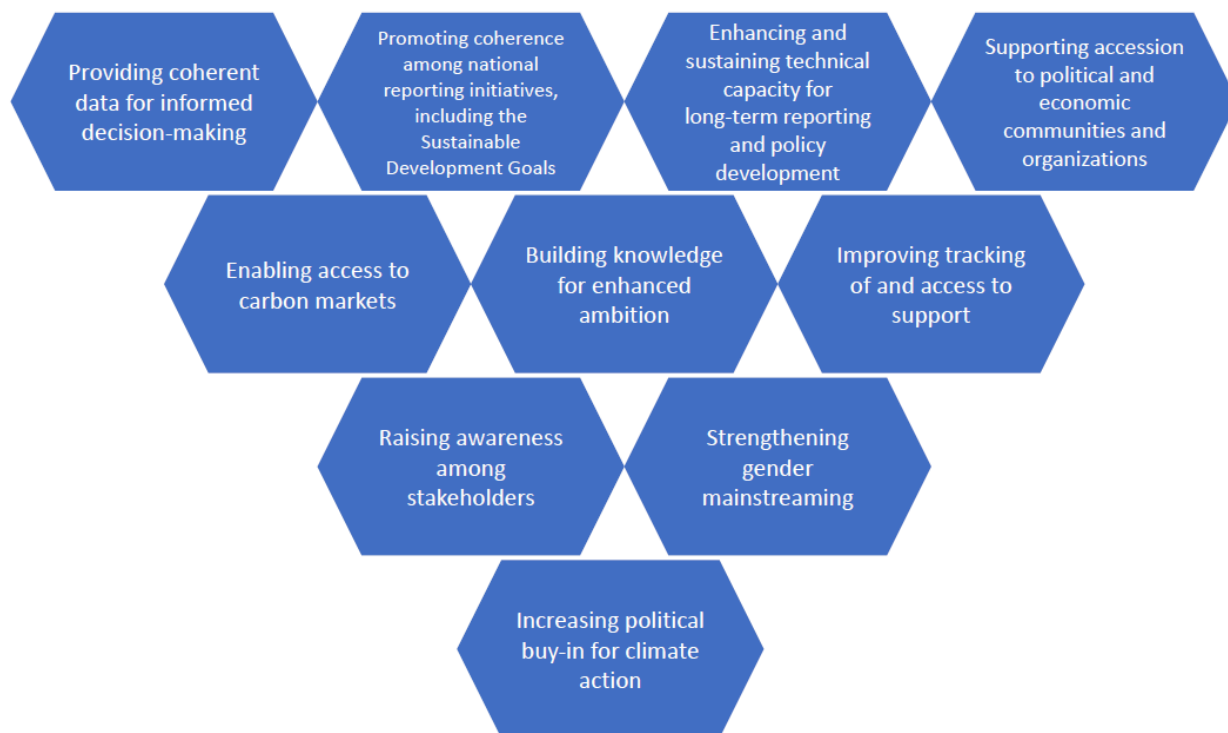 Providing coherent
data for informed
decision-making
Promoting coherence
among national
reporting initiatives,
including the
Sustainable
Development Goals
Enhancing and
sustaining technical
capacity for
long-term reporting
and policy
development
Supporting accession
to political and
economic
communities and
organizations
Enabling access to
carbon markets
Building knowledge
for enhanced
ambition
Improving tracking
of and access to
support
Raising awareness
among
stakeholders
Strengthening
gender
mainstreaming
Increasing political
buy-in for climate
action